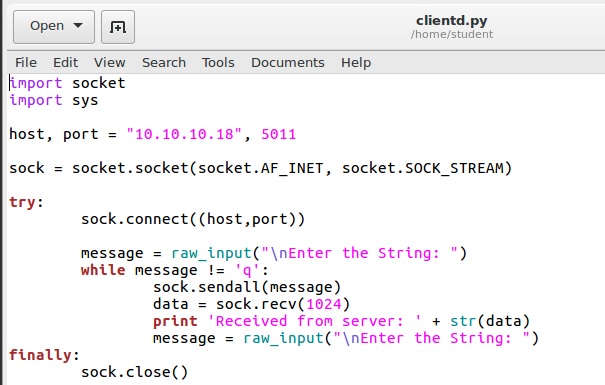 Open
clientd.py
/home/student
File Edit View Search Tools Documents Help
import socket
import sys
host, port = "10.10.10.18", 5011
sock = socket.socket(socket.AF_INET, socket.SOCK_STREAM)
try:
        sock.connect((host,port))
        message = raw_input("\nEnter the String: ")
        while message != 'q':
                sock.sendall(message)
                data = sock.recv(1024)
                print 'Received from server: ' + str(data)
                message = raw_input("\nEnter the String: ")
finally:
        sock.close()